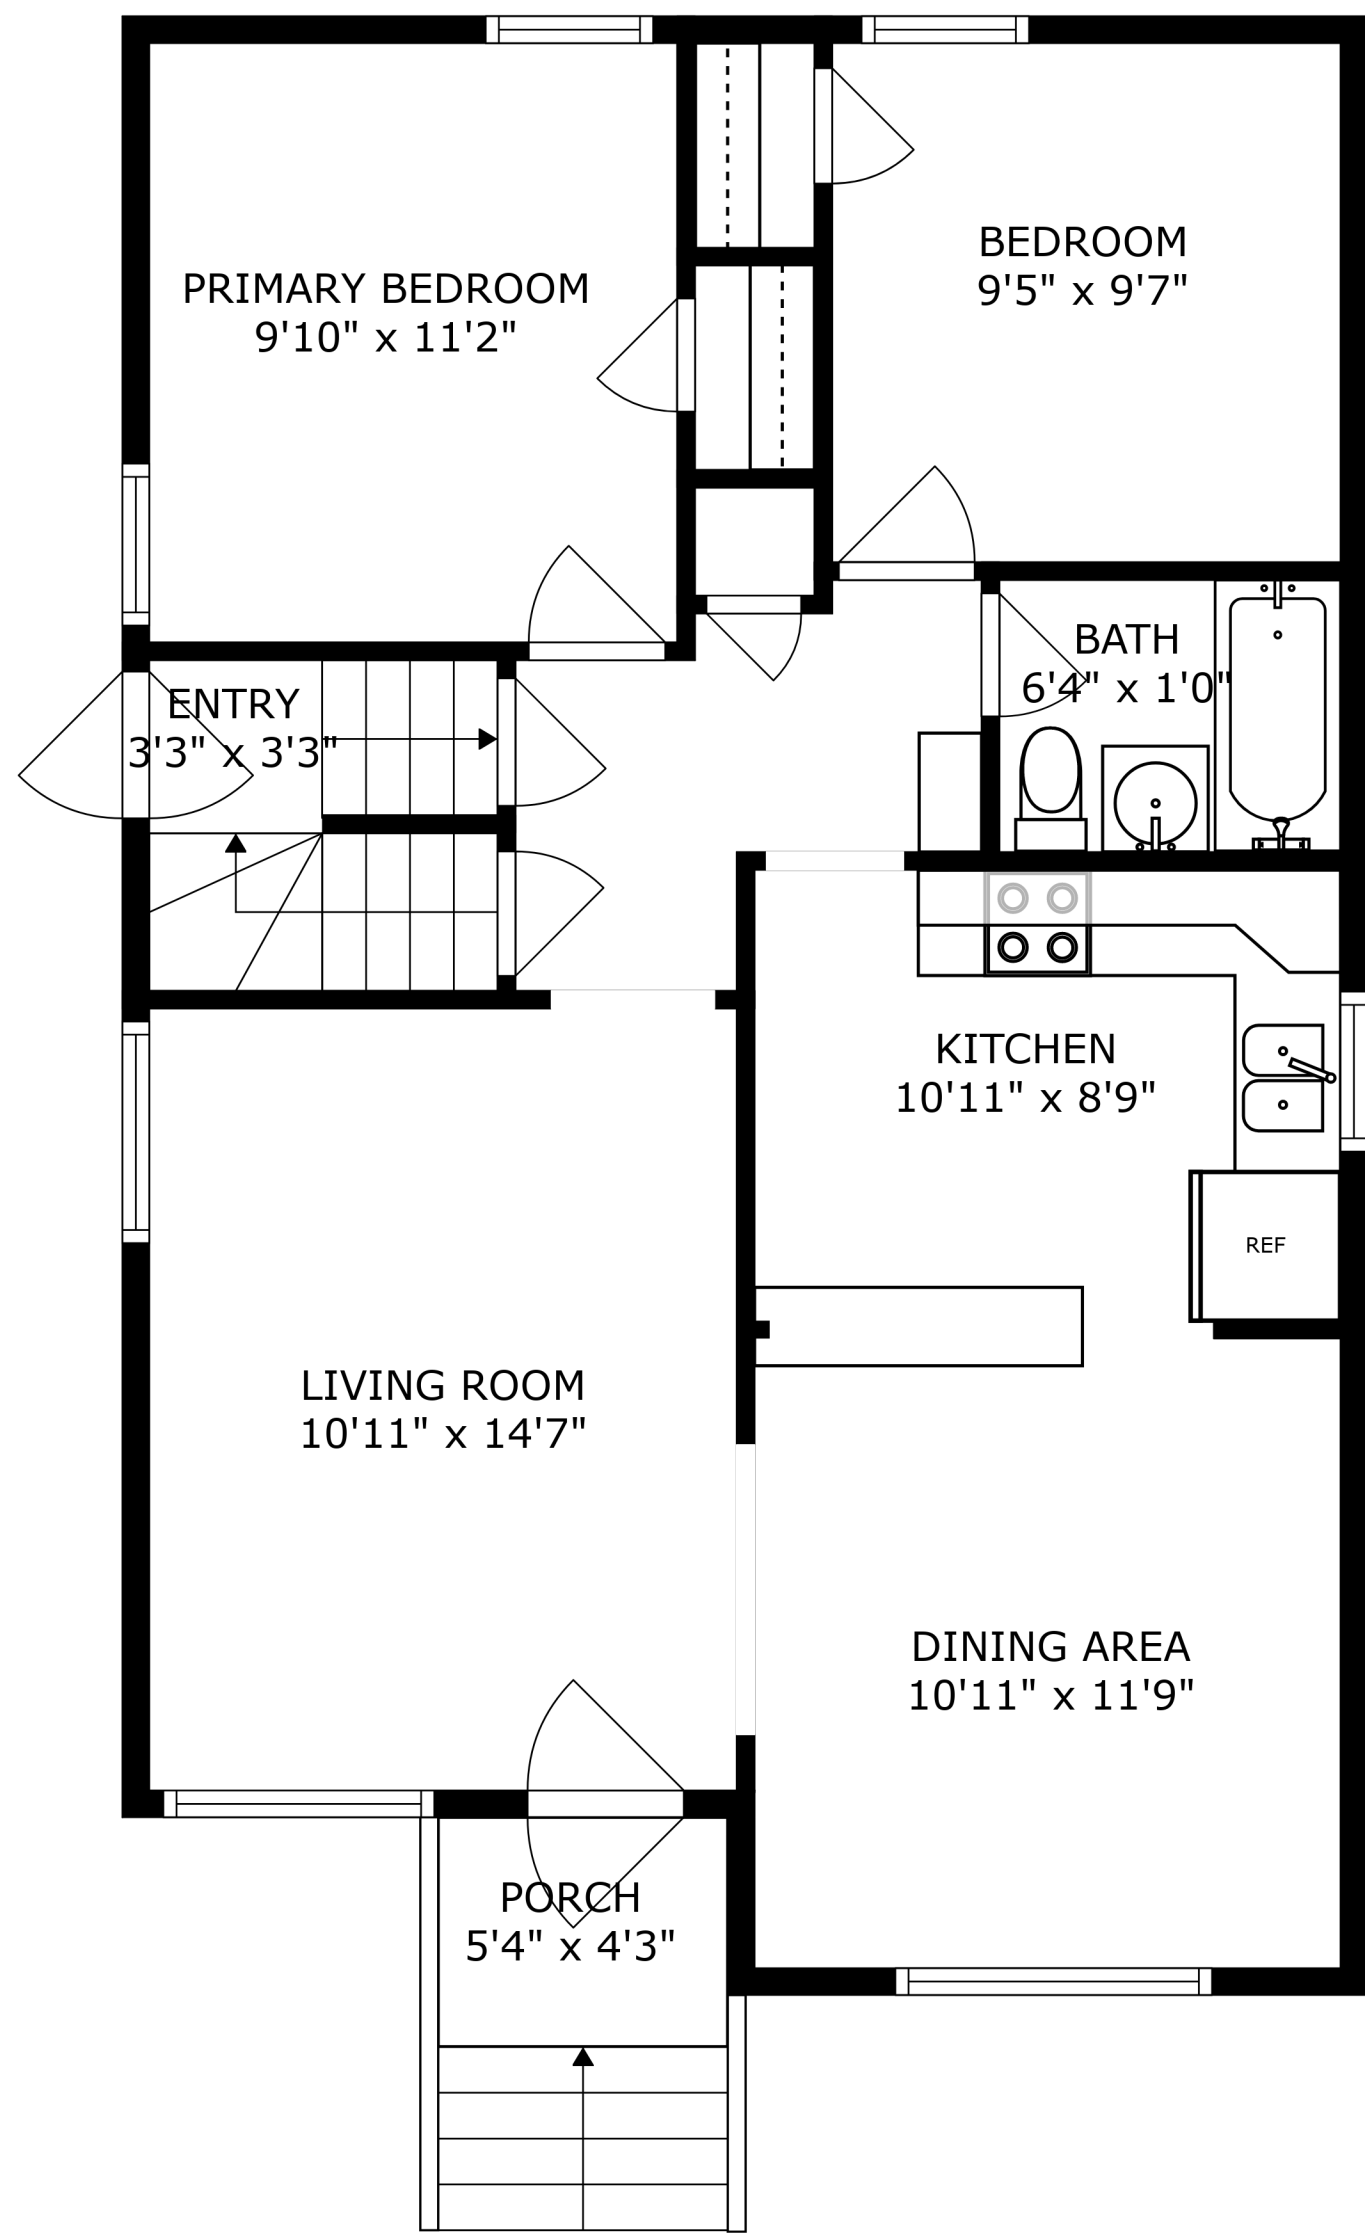 BEDROOM
9'5" x 9'7"
PRIMARY BEDROOM
9'10" x 11'2"
BATH
6'4" x 1'0"
ENTRY
3'3" x 3'3"
KITCHEN
10'11" x 8'9"
REF
LIVING ROOM
10'11" x 14'7"
DINING AREA
10'11" x 11'9"
PORCH
5'4" x 4'3"